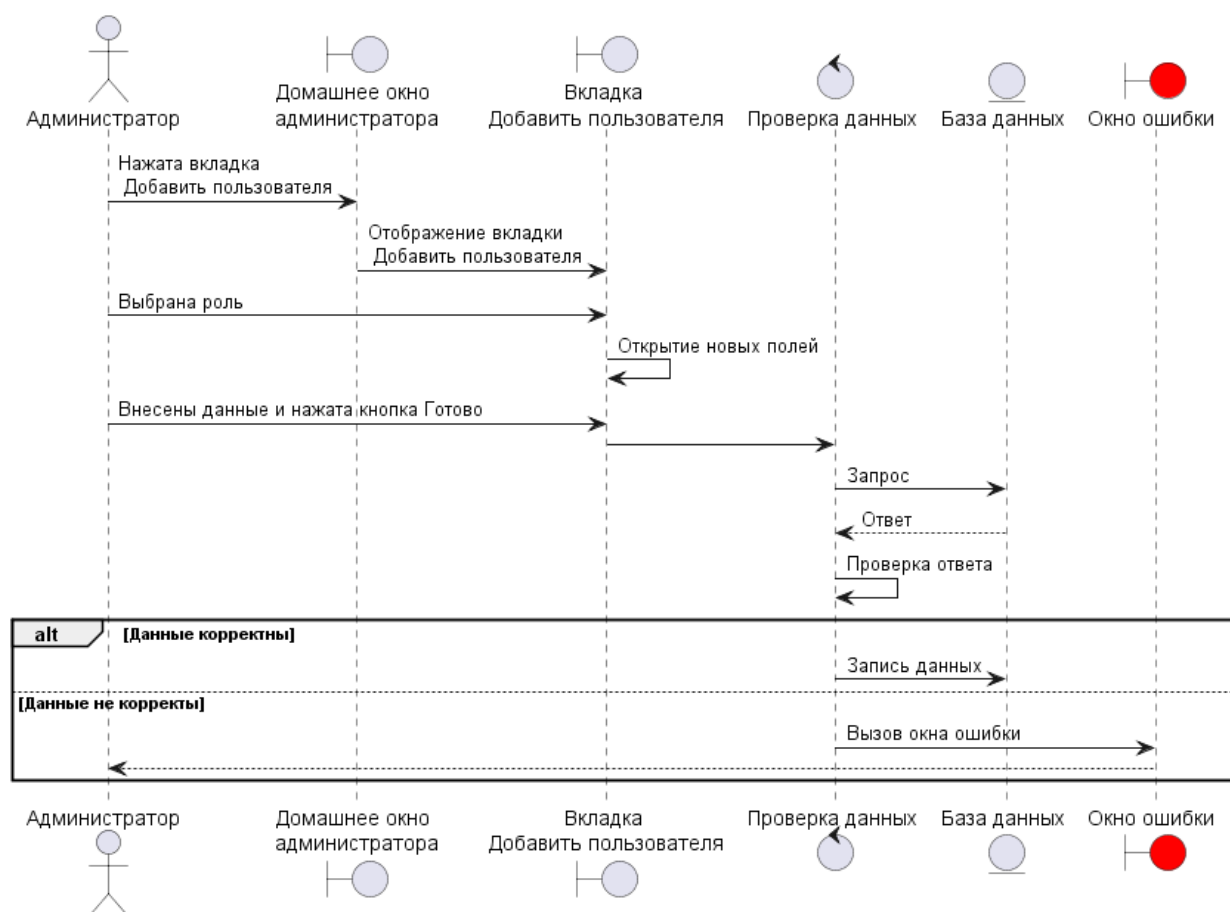 Администратор
Домашнее окно
администратора
Вкладка
Добавить пользователя
Проверка данных
База данных
Окно ошибки
Нажата вкладка
Добавить пользователя
Отображение вкладки
Добавить пользователя
Выбрана роль
Открытие новых полей
Внесены данные и нажата кнопка Готово
Запрос
Ответ
Проверка ответа
alt
[Данные корректны]
Запись данных
[Данные не корректы]
Вызов окна ошибки
Администратор
Домашнее окно
администратора
Вкладка
Добавить пользователя
Проверка данных
База данных
Окно ошибки